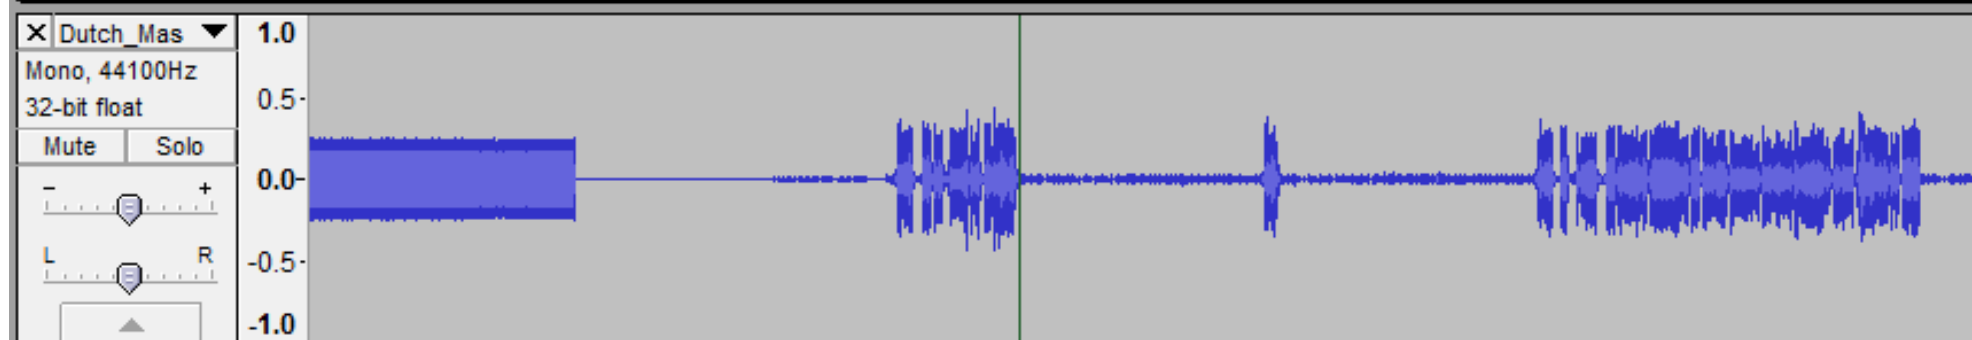 X Dutch_Mas
Mono, 44100Hz
32-bit float
Mute Solo
- +
L R
1.0
0.5-
0.0-
-0.5-
-1.0